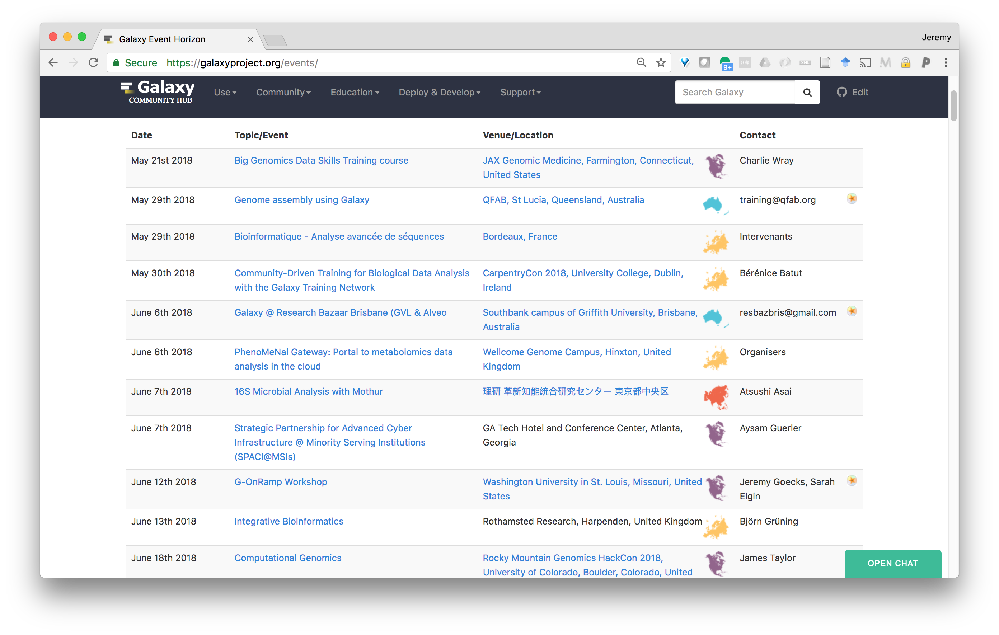 Galaxy Event Horizon
Jeremy
Secure https://galaxyproject.org/events/
9+
pexip
XML
Galaxy
COMMUNITY HUB
Use Community Education Deploy & Develop Support
Search Galaxy
Edit
Date Topic/Event Venue/Location Contact
May 21st 2018 Big Genomics Data Skills Training course JAX Genomic Medicine, Farmington, Connecticut, Charlie Wray
United States
May 29th 2018 Genome assembly using Galaxy QFAB, St Lucia, Queensland, Australia training@qfab.org
May 29th 2018 Bioinformatique - Analyse avancée de séquences Bordeaux, France Intervenants
May 30th 2018 Community-Driven Training for Biological Data Analysis CarpentryCon 2018, University College, Dublin, Bérénice Batut
with the Galaxy Training Network Ireland
June 6th 2018 Galaxy @ Research Bazaar Brisbane (GVL & Alveo Southbank campus of Griffith University, Brisbane, resbazbris@gmail.com
Australia
June 6th 2018 PhenoMeNal Gateway: Portal to metabolomics data Wellcome Genome Campus, Hinxton, United Organisers
analysis in the cloud Kingdom
June 7th 2018 16S Microbial Analysis with Mothur 理研 革新知能統合研究センター 東京都中央区 Atsushi Asai
June 7th 2018 Strategic Partnership for Advanced Cyber GA Tech Hotel and Conference Center, Atlanta, Aysam Guerler
Infrastructure @ Minority Serving Institutions Georgia
(SPACI@MSIs)
June 12th 2018 G-OnRamp Workshop Washington University in St. Louis, Missouri, United Jeremy Goecks, Sarah
States Elgin
June 13th 2018 Integrative Bioinformatics Rothamsted Research, Harpenden, United Kingdom Björn Grüning
June 18th 2018 Computational Genomics Rocky Mountain Genomics HackCon 2018, James Taylor
University of Colorado, Boulder, Colorado, United
OPEN CHAT